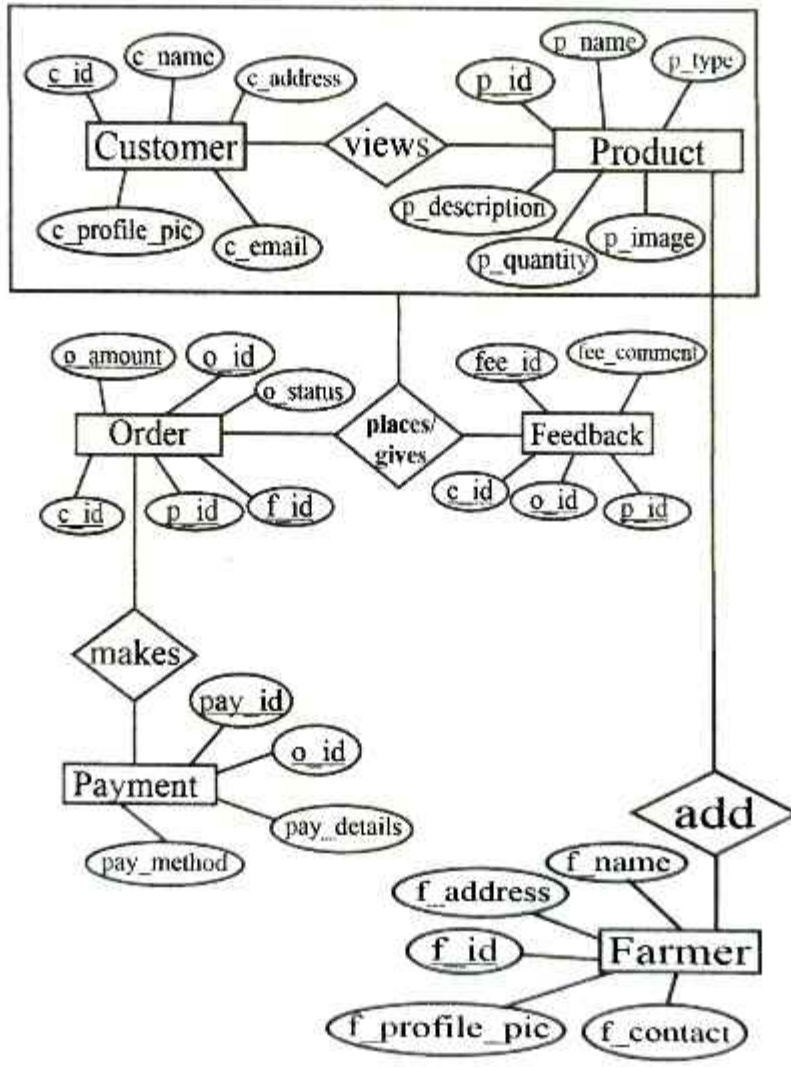 c_id
c_name
c_address
Customer
c_profile_pic
c_email
views
p_id
p_name
p_type
Product
p_description
p_quantity
p_image
o_amount
o_id
o_status
Order
c_id
p_id
f_id
places/
gives
fee_id
fee_comment
Feedback
c_id
o_id
p_id
makes
pay_id
o_id
Payment
pay_details
pay_method
add
f_name
f_address
f_id
Farmer
f_profile_pic
f_contact